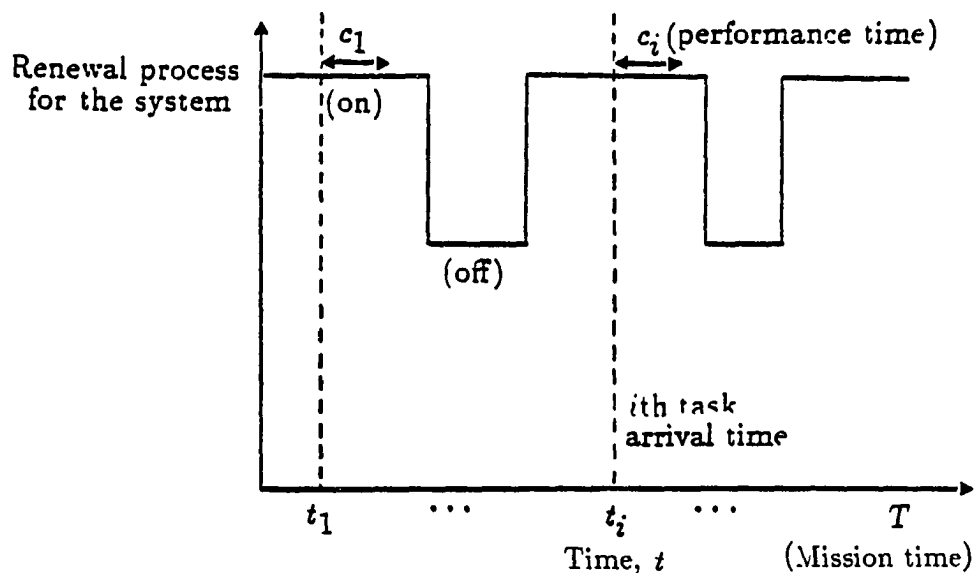 c1
ci (performance time)
Renewal process
for the system
(on)
(off)
ith task
arrival time
t1
...
ti
...
T
Time, t
(Mission time)